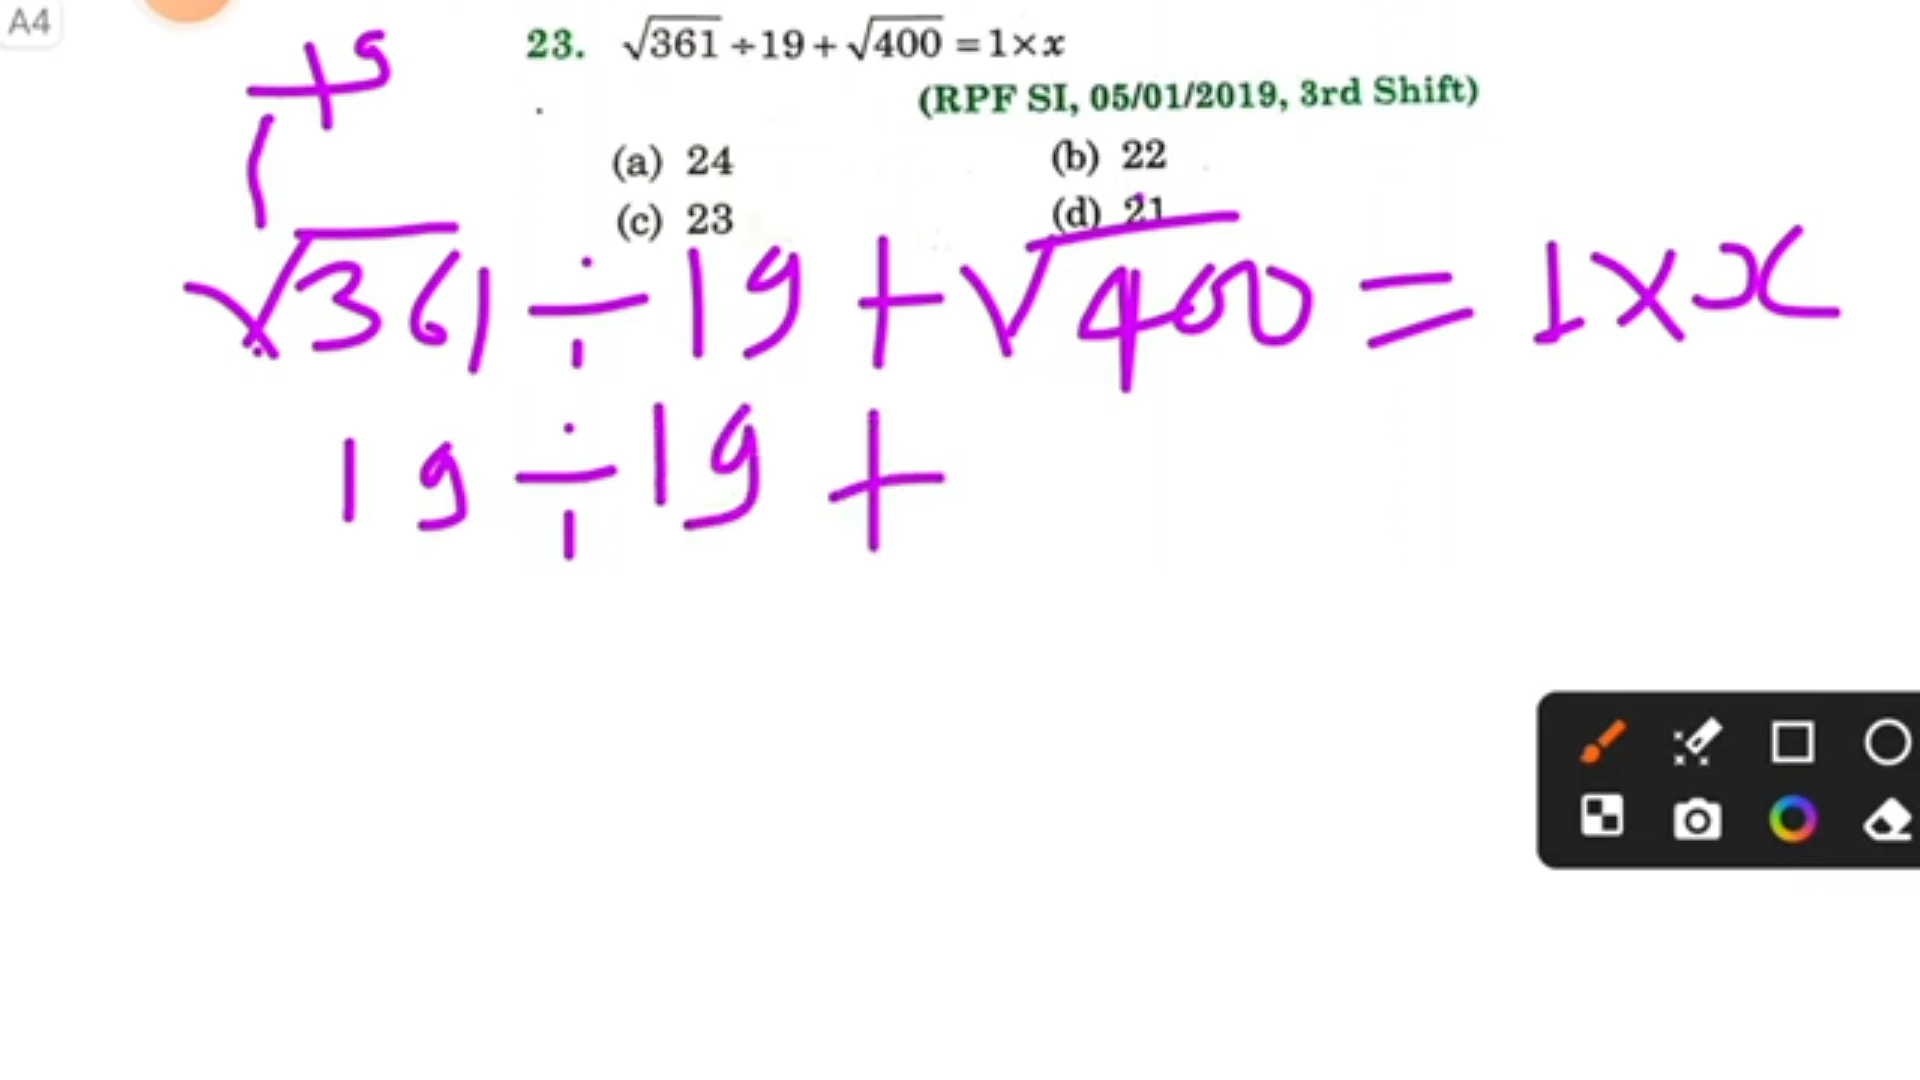 A4
23. √361 ÷ 19 + √400 = 1 × x
(RPF SI, 05/01/2019, 3rd Shift)
(a) 24 (b) 22
(c) 23 (d) 21
√361 ÷ 19 + √400 = 1 × x
19 ÷ 19 +